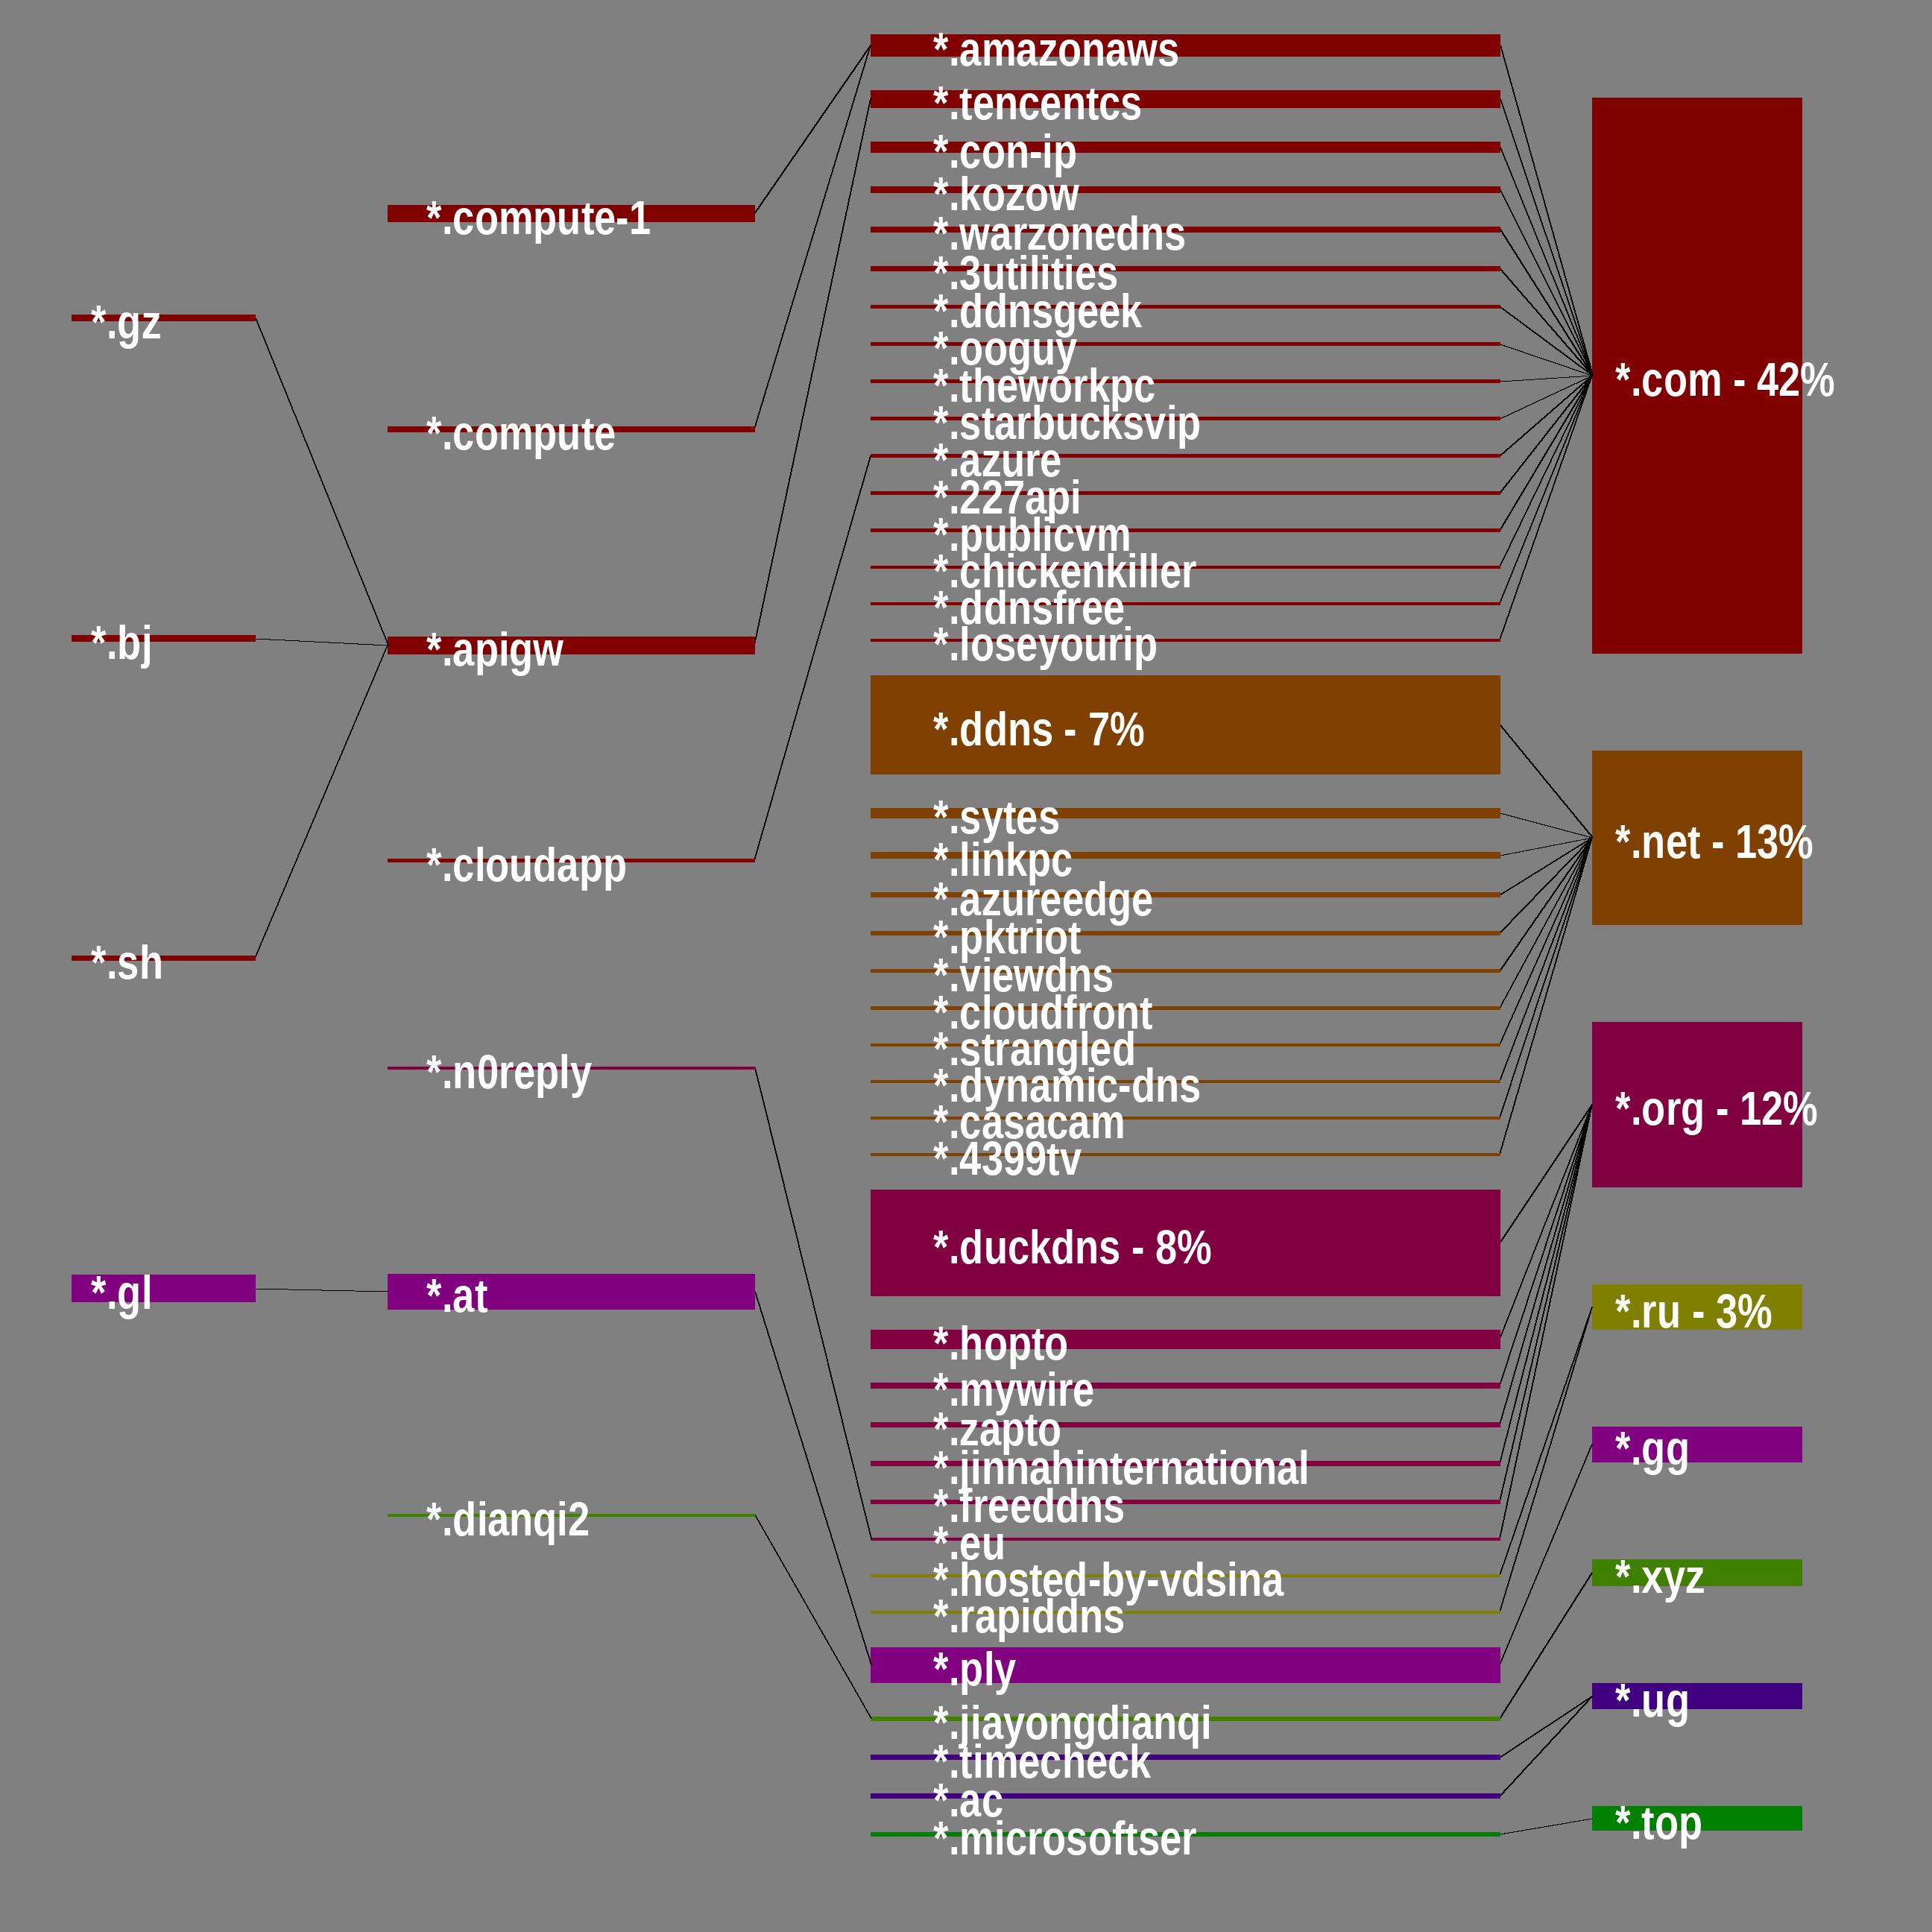 *.gz
*.bj
*.sh
*.gl
*.compute-1
*.compute
*.apigw
*.cloudapp
*.n0reply
*.at
*.dianqi2
*.amazonaws
*.tencentcs
*.con-ip
*.kozow
*.warzonedns
*.3utilities
*.ddnsgeek
*.ooguy
*.theworkpc
*.starbucksvip
*.azure
*.227api
*.publicvm
*.chickenkiller
*.ddnsfree
*.loseyourip
*.ddns - 7%
*.sytes
*.linkpc
*.azureedge
*.pktriot
*.viewdns
*.cloudfront
*.strangled
*.dynamic-dns
*.casacam
*.4399tv
*.duckdns - 8%
*.hopto
*.mywire
*.zapto
*.jinnahinternational
*.freeddns
*.eu
*.hosted-by-vdsina
*.rapiddns
*.ply
*.jiayongdianqi
*.timecheck
*.ac
*.microsoftser
*.com - 42%
*.net - 13%
*.org - 12%
*.ru - 3%
*.gg
*.xyz
*.ug
*.top